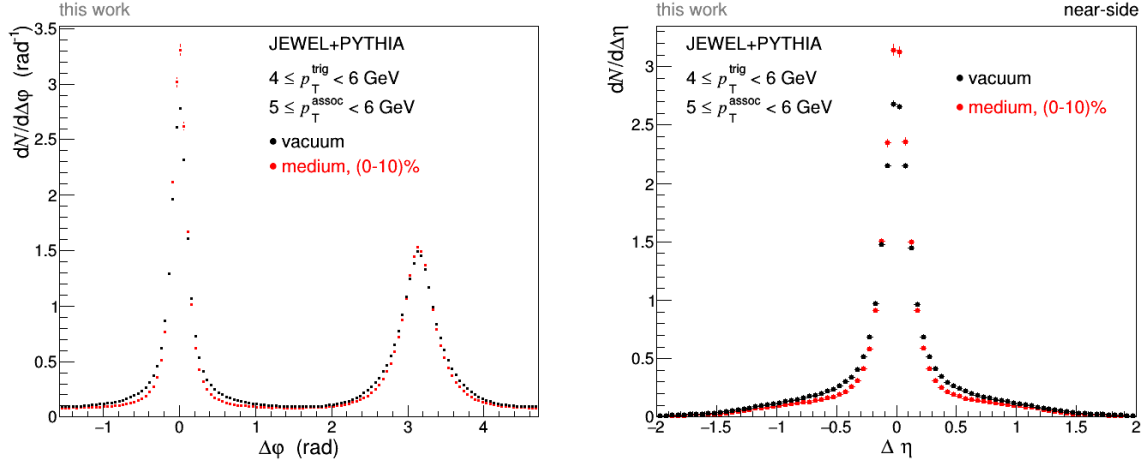 this work
dN/dΔφ (rad⁻¹)
JEWEL+PYTHIA
4 ≤ p_T^trig < 6 GeV
5 ≤ p_T^assoc < 6 GeV
vacuum
medium, (0-10)%
3.5
3
2.5
2
1.5
1
0.5
0
−1 0 1 2 3 4
Δφ (rad)
this work near-side
dN/dΔη
JEWEL+PYTHIA
4 ≤ p_T^trig < 6 GeV
5 ≤ p_T^assoc < 6 GeV
vacuum
medium, (0-10)%
3
2.5
2
1.5
1
0.5
0
−2 −1.5 −1 −0.5 0 0.5 1 1.5 2
Δ η